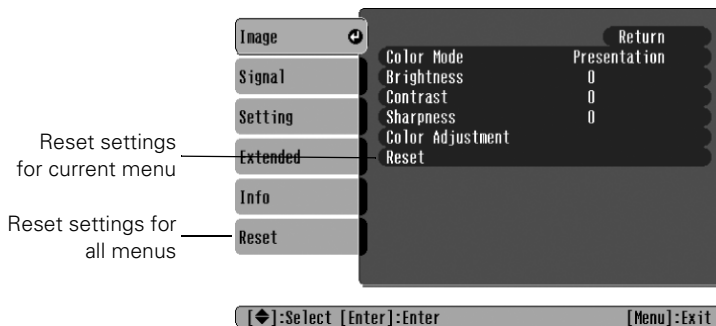 Image
Signal
Setting
Extended
Info
Reset
Return
Color Mode Presentation
Brightness 0
Contrast 0
Sharpness 0
Color Adjustment
Reset
Reset settings
for current menu
Reset settings for
all menus
[◆]:Select [Enter]:Enter [Menu]:Exit